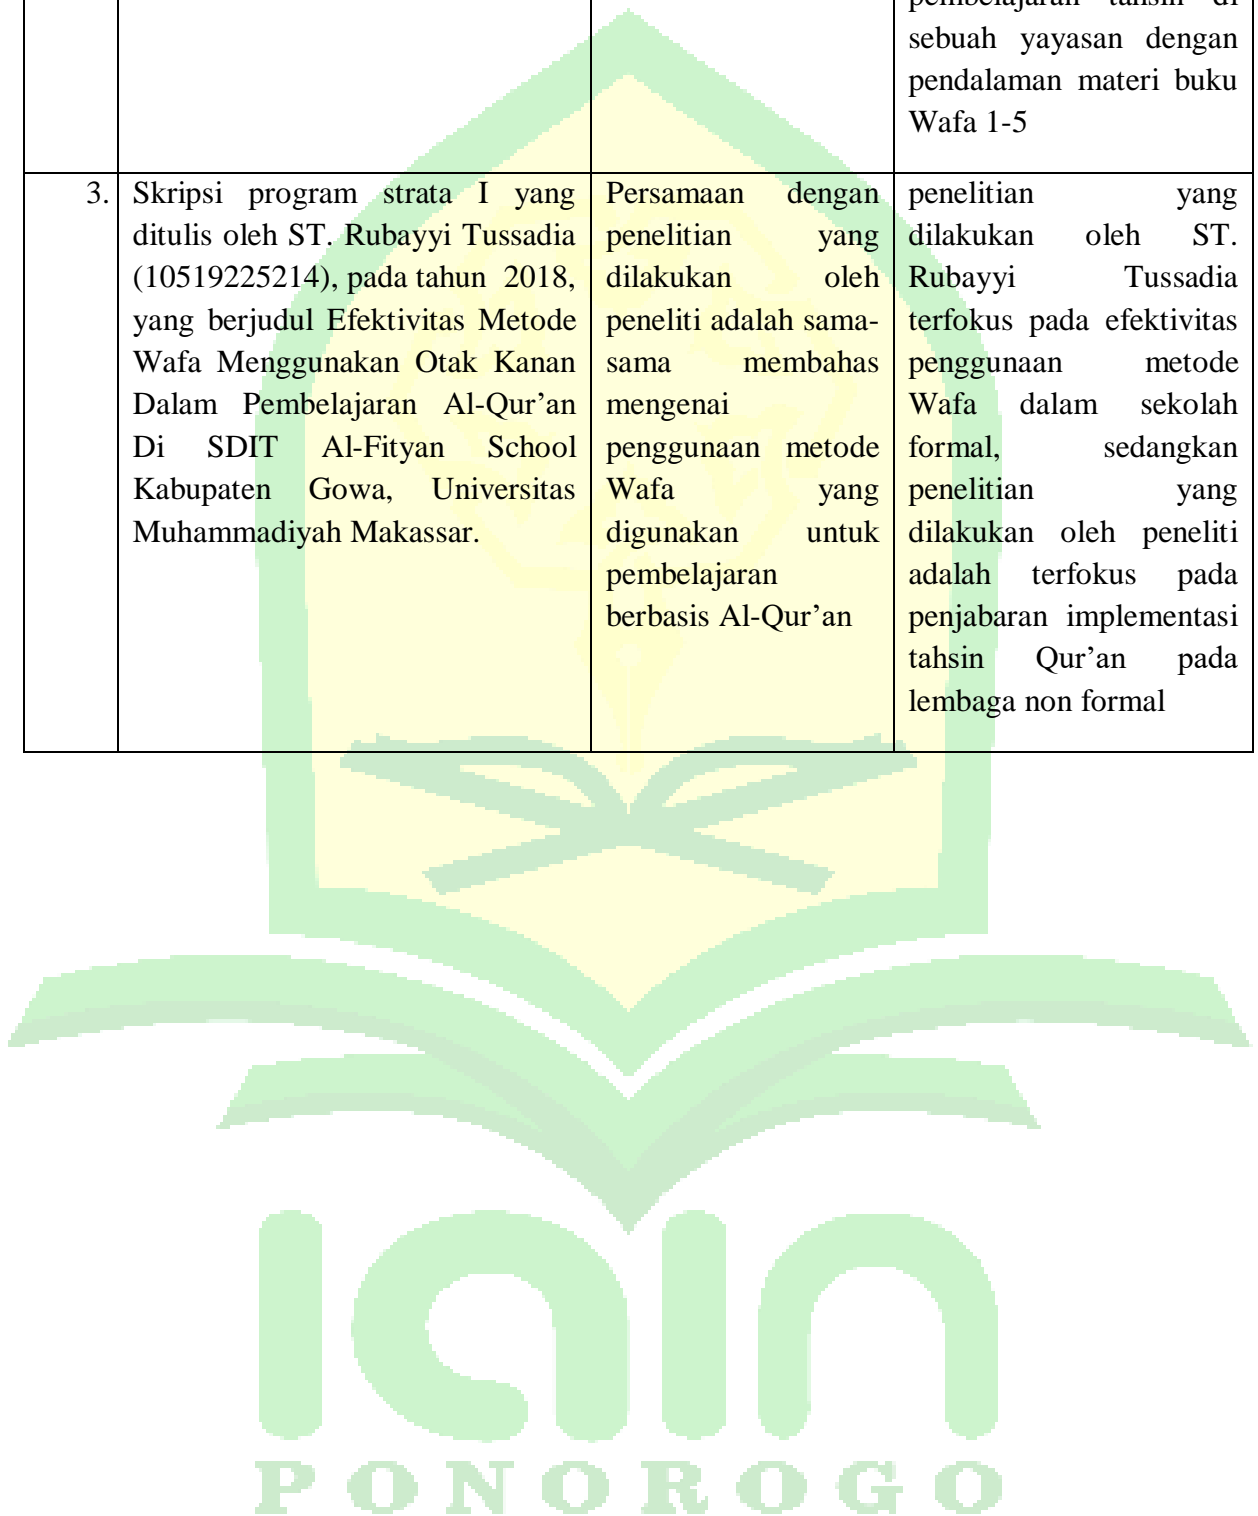 pembelajaran tahsin di
sebuah yayasan dengan
pendalaman materi buku
Wafa 1-5
3.
Skripsi program strata I yang
ditulis oleh ST. Rubayyi Tussadia
(10519225214), pada tahun 2018,
yang berjudul Efektivitas Metode
Wafa Menggunakan Otak Kanan
Dalam Pembelajaran Al-Qur’an
Di SDIT Al-Fityan School
Kabupaten Gowa, Universitas
Muhammadiyah Makassar.
Persamaan dengan
penelitian yang
dilakukan oleh
peneliti adalah sama-
sama membahas
mengenai
penggunaan metode
Wafa yang
digunakan untuk
pembelajaran
berbasis Al-Qur’an
penelitian yang
dilakukan oleh ST.
Rubayyi Tussadia
terfokus pada efektivitas
penggunaan metode
Wafa dalam sekolah
formal, sedangkan
penelitian yang
dilakukan oleh peneliti
adalah terfokus pada
penjabaran implementasi
tahsin Qur’an pada
lembaga non formal
iain
PONOROGO